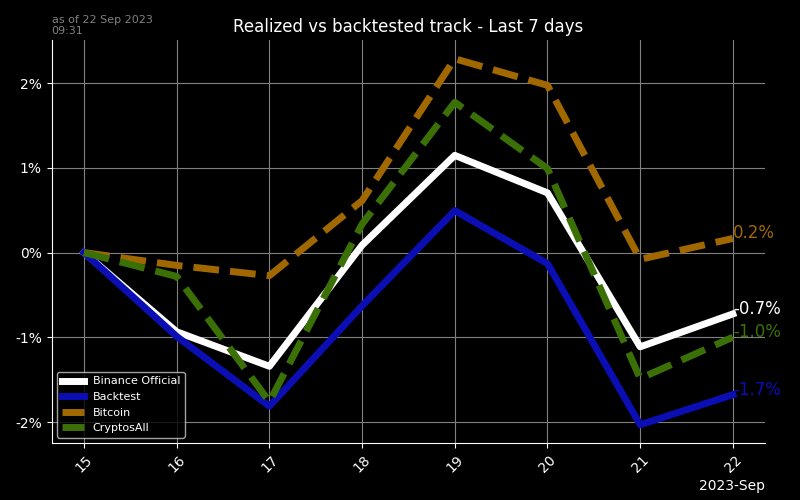 as of 22 Sep 2023
09:31
Realized vs backtested track - Last 7 days
2%
1%
0%
-1%
-2%
0.2%
-0.7%
-1.0%
-1.7%
Binance Official
Backtest
Bitcoin
CryptosAll
15
16
17
18
19
20
21
22
2023-Sep